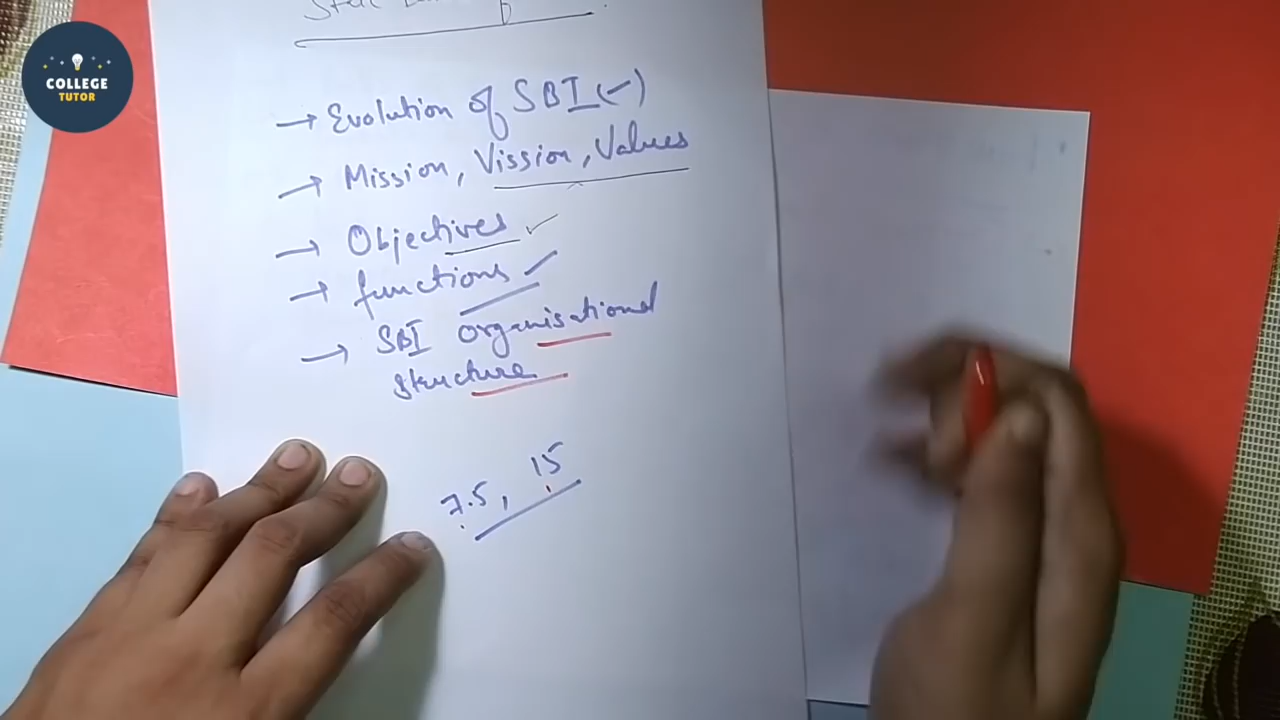 COLLEGE
TUTOR
→ Evolution of SBI (✓)
→ Mission, Vission, Values
→ Objectives ✓
→ functions ✓
→ SBI organisational
structure
7.5, 15